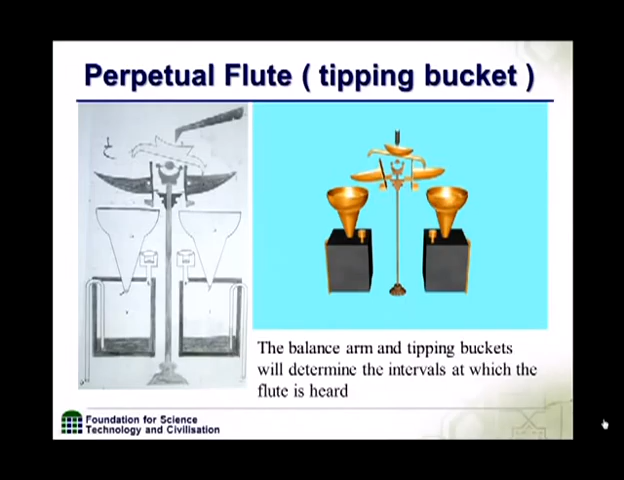 Perpetual Flute ( tipping bucket )
The balance arm and tipping buckets
will determine the intervals at which the
flute is heard
Foundation for Science
Technology and Civilisation